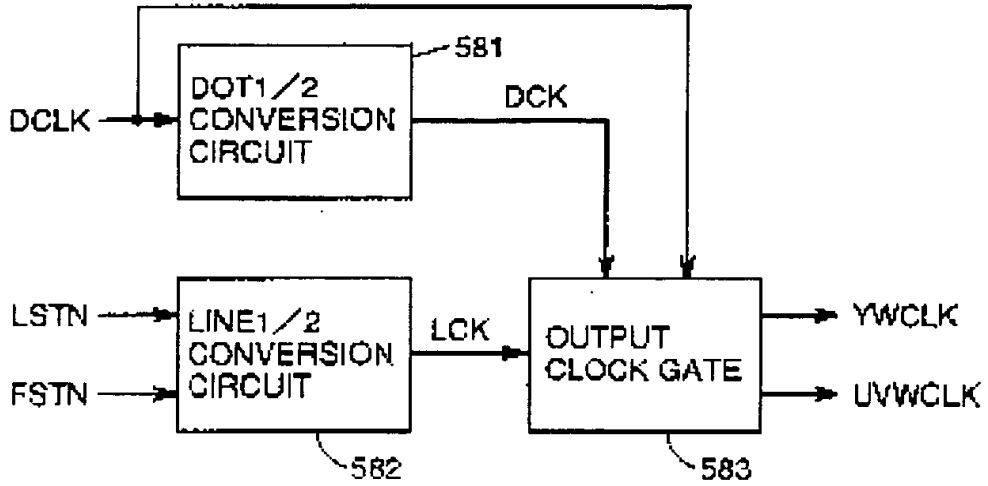 581
DOT1/2
CONVERSION
CIRCUIT
DCLK
DCK
LSTN
FSTN
LINE1/2
CONVERSION
CIRCUIT
LCK
OUTPUT
CLOCK GATE
YWCLK
UVWCLK
582
583